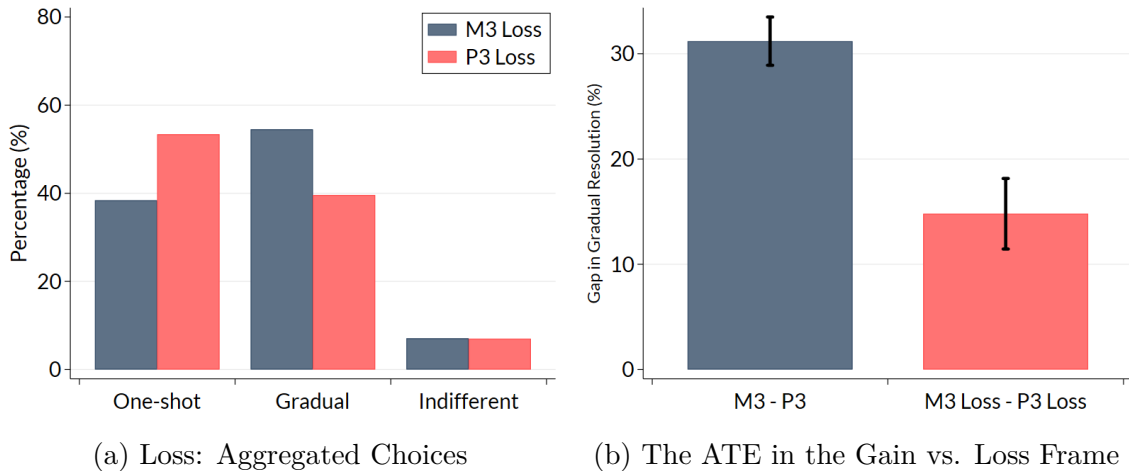 80
60
40
20
0
Percentage (%)
M3 Loss
P3 Loss
One-shot
Gradual
Indifferent
(a) Loss: Aggregated Choices
30
20
10
0
Gap in Gradual Resolution (%)
M3 - P3
M3 Loss - P3 Loss
(b) The ATE in the Gain vs. Loss Frame